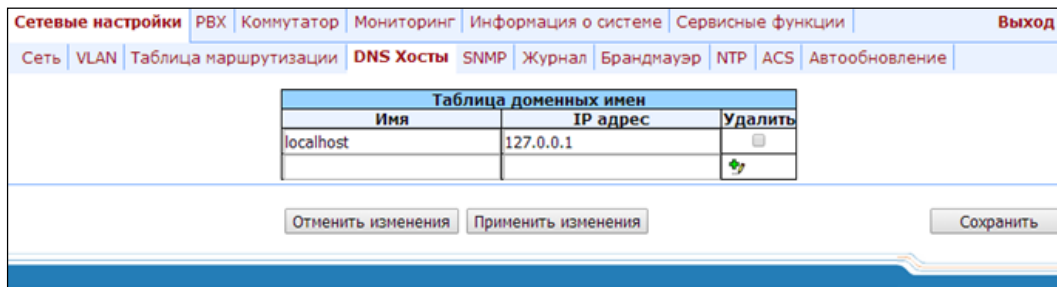 Сетевые настройки PBX Коммутатор Мониторинг Информация о системе Сервисные функции Выход
Сеть VLAN Таблица маршрутизации DNS Хосты SNMP Журнал Брандмауэр NTP ACS Автообновление
Таблица доменных имен
Имя IP адрес Удалить
localhost 127.0.0.1
Отменить изменения Применить изменения Сохранить